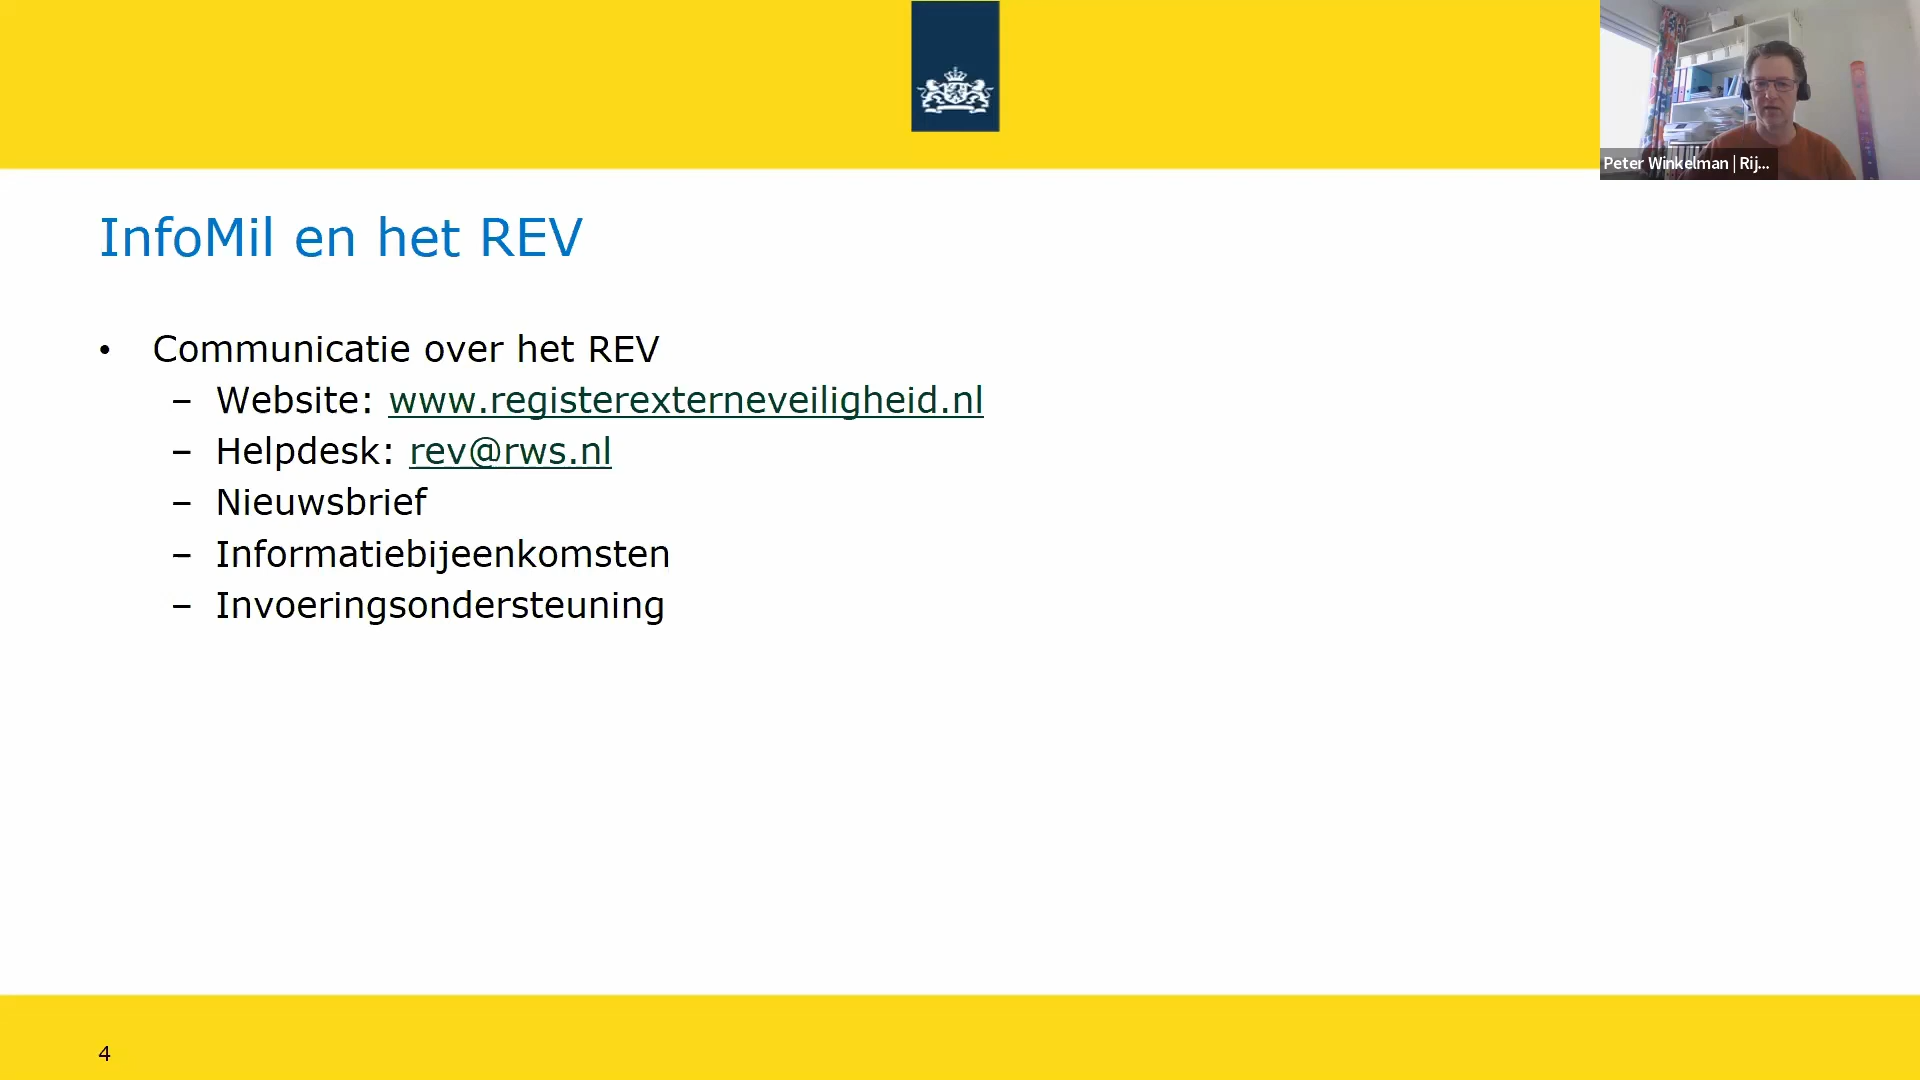 Peter Winkelman | Rij...
InfoMil en het REV
• Communicatie over het REV
– Website: www.registerexterneveiligheid.nl
– Helpdesk: rev@rws.nl
– Nieuwsbrief
– Informatiebijeenkomsten
– Invoeringsondersteuning
4